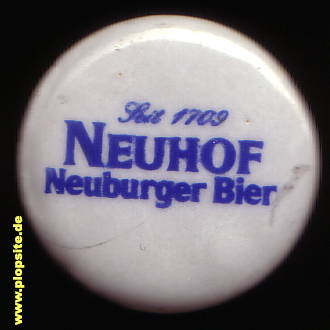 Seit 1709
NEUHOF
Neuburger Bier
www.plopsite.de